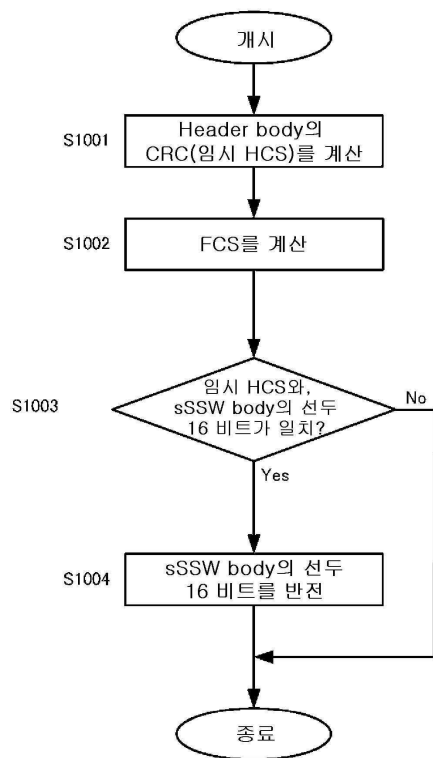 개시
S1001
Header body의
CRC(임시 HCS)를 계산
S1002
FCS를 계산
S1003
임시 HCS와,
sSSW body의 선두
16 비트가 일치?
No
Yes
S1004
sSSW body의 선두
16 비트를 반전
종료